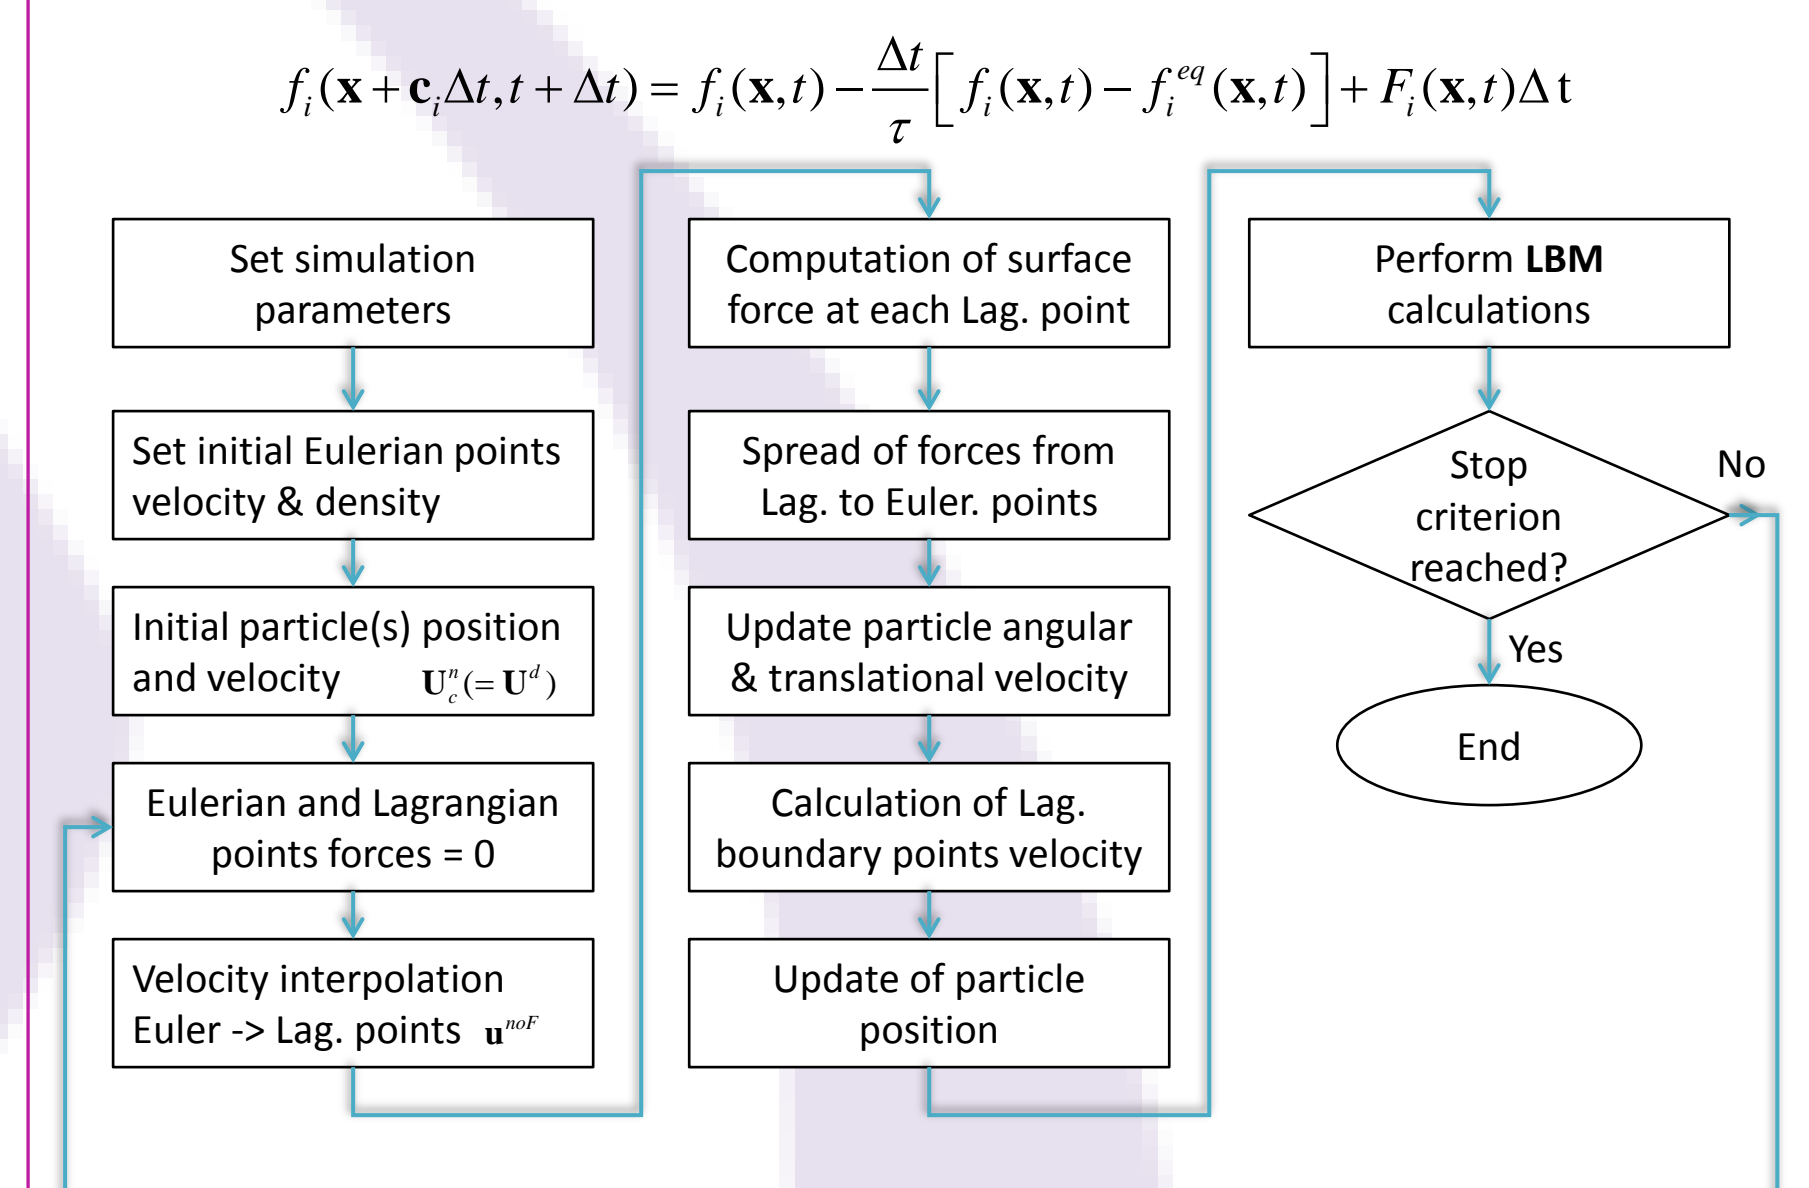 f_i(𝐱 + 𝐜_iΔt, t + Δt) = f_i(𝐱, t) − Δt/τ [f_i(𝐱, t) − f_i^{eq}(𝐱, t)] + F_i(𝐱, t)Δ t
Set simulation
parameters
Set initial Eulerian points
velocity & density
Initial particle(s) position
and velocity 𝐔_c^n(= 𝐔^d)
Eulerian and Lagrangian
points forces = 0
Velocity interpolation
Euler -> Lag. points 𝐮^{noF}
Computation of surface
force at each Lag. point
Spread of forces from
Lag. to Euler. points
Update particle angular
& translational velocity
Calculation of Lag.
boundary points velocity
Update of particle
position
Perform LBM
calculations
Stop
criterion
reached?
No
Yes
End